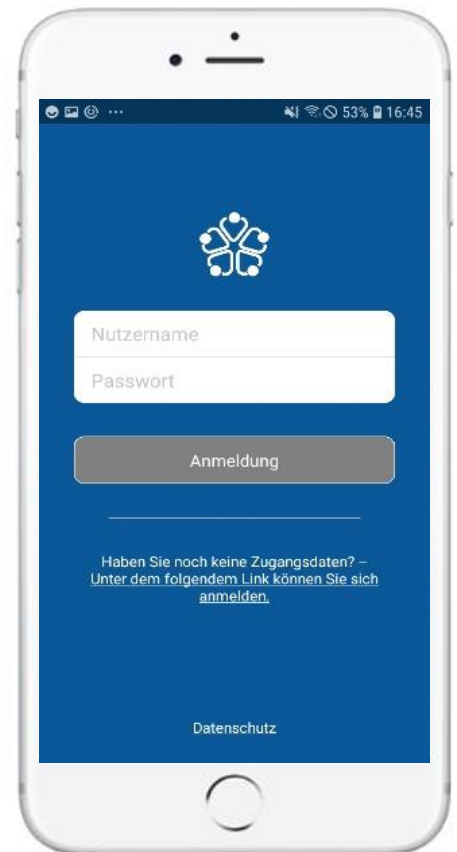 ... 53% 16:45
Nutzername
Passwort
Anmeldung
Haben Sie noch keine Zugangsdaten? –
Unter dem folgendem Link können Sie sich
anmelden.
Datenschutz